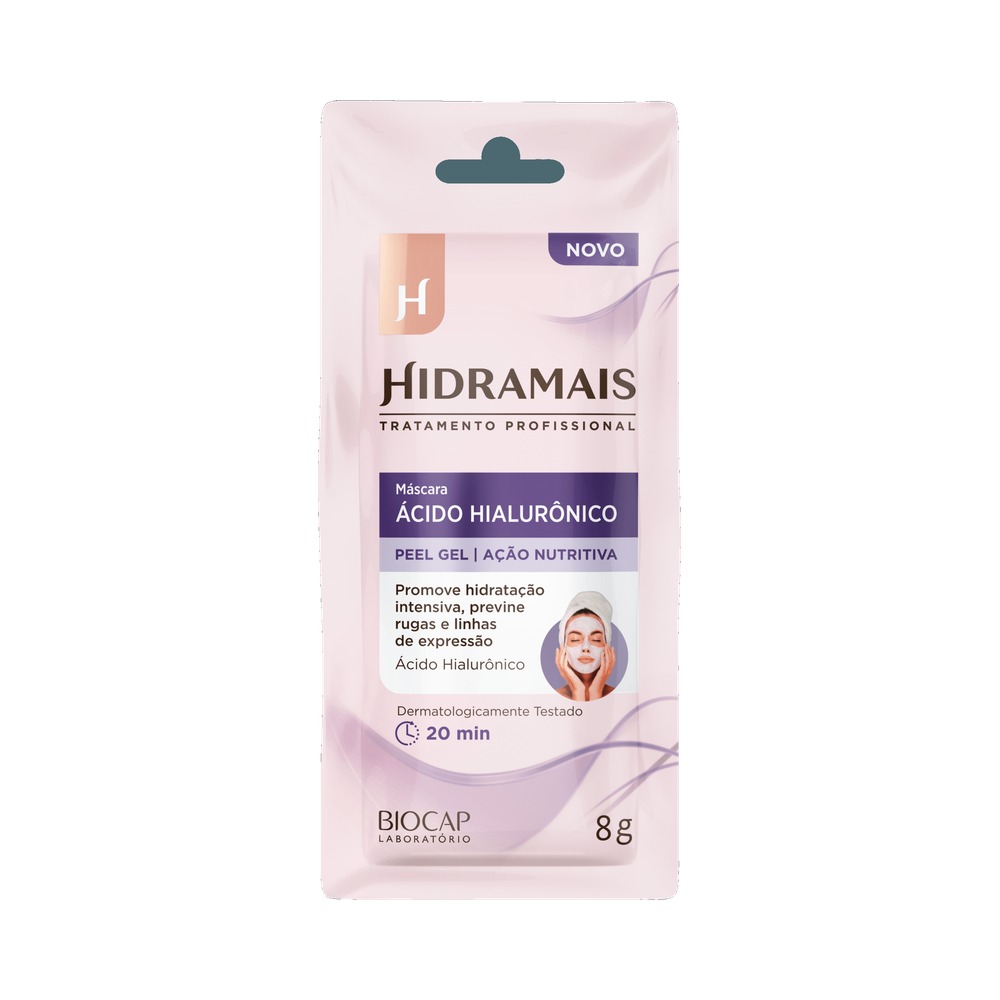 NOVO
H
HIDRAMAIS
TRATAMENTO PROFISSIONAL
Máscara
ÁCIDO HIALURÔNICO
PEEL GEL | AÇÃO NUTRITIVA
Promove hidratação
intensiva, previne
rugas e linhas
de expressão
Ácido Hialurônico
Dermatologicamente Testado
20 min
BIOCAP
LABORATÓRIO
8g